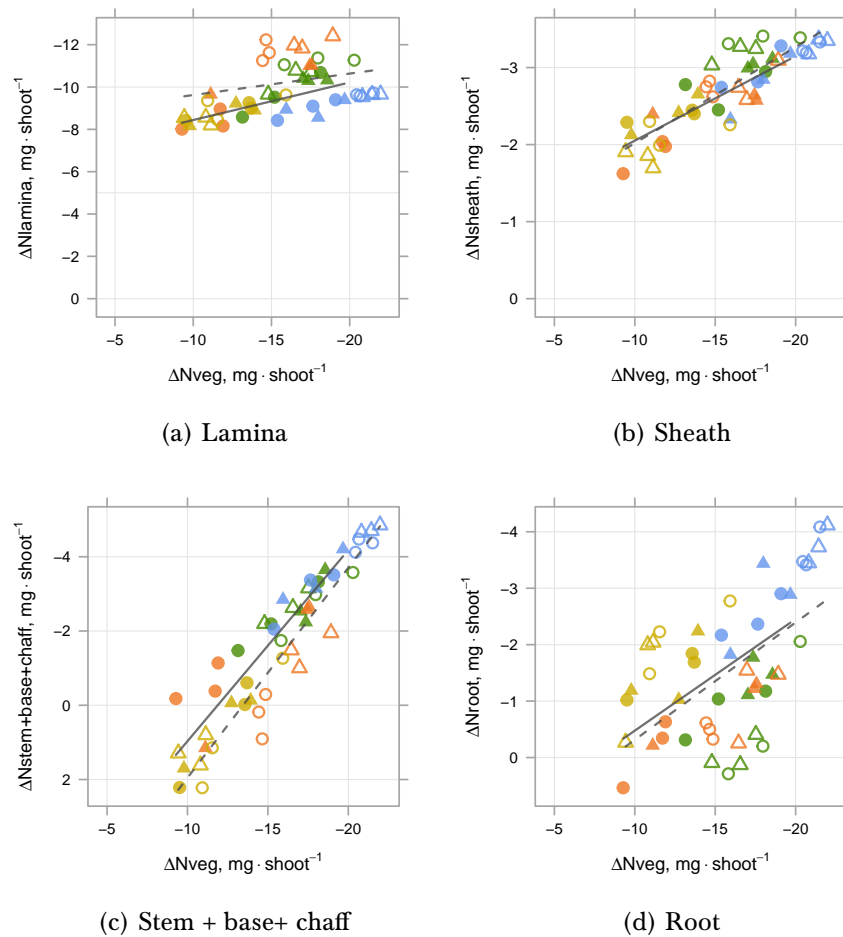 −12
−10
−8
−6
−4
−2
0
ΔNlamina, mg · shoot⁻¹
−5 −10 −15 −20
ΔNveg, mg · shoot⁻¹
(a) Lamina
−3
−2
−1
0
ΔNsheath, mg · shoot⁻¹
−5 −10 −15 −20
ΔNveg, mg · shoot⁻¹
(b) Sheath
−4
−2
0
2
ΔNstem+base+chaff, mg · shoot⁻¹
−5 −10 −15 −20
ΔNveg, mg · shoot⁻¹
(c) Stem + base+ chaff
−4
−3
−2
−1
0
ΔNroot, mg · shoot⁻¹
−5 −10 −15 −20
ΔNveg, mg · shoot⁻¹
(d) Root